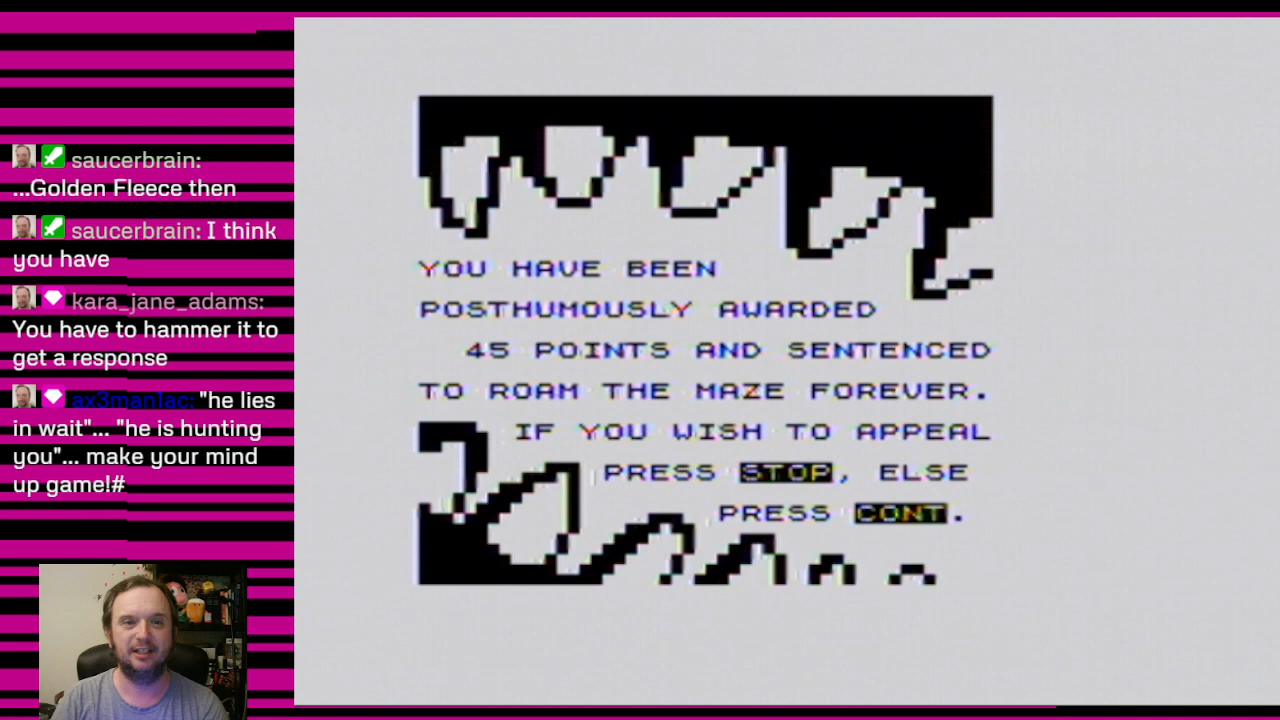 saucerbrain:
...Golden Fleece then
saucerbrain: I think
you have
kara_jane_adams:
You have to hammer it to
get a response
ax3man1ac: "he lies
in wait"... "he is hunting
you"... make your mind
up game!#
YOU HAVE BEEN
POSTHUMOUSLY AWARDED
45 POINTS AND SENTENCED
TO ROAM THE MAZE FOREVER.
IF YOU WISH TO APPEAL
PRESS STOP, ELSE
PRESS CONT.